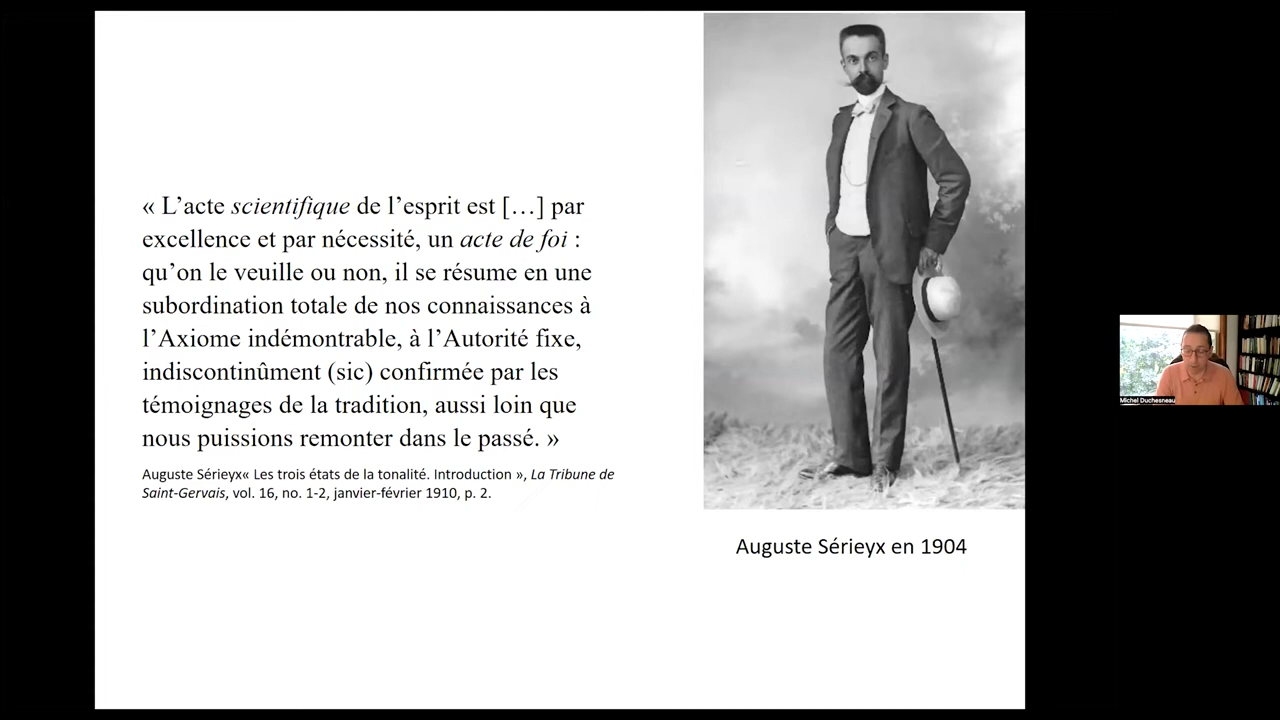 « L’acte scientifique de l’esprit est […] par
excellence et par nécessité, un acte de foi :
qu’on le veuille ou non, il se résume en une
subordination totale de nos connaissances à
l’Axiome indémontrable, à l’Autorité fixe,
indiscontinûment (sic) confirmée par les
témoignages de la tradition, aussi loin que
nous puissions remonter dans le passé. »
Auguste Sérieyx« Les trois états de la tonalité. Introduction », La Tribune de
Saint-Gervais, vol. 16, no. 1-2, janvier-février 1910, p. 2.
Auguste Sérieyx en 1904
Michel Duchesneau